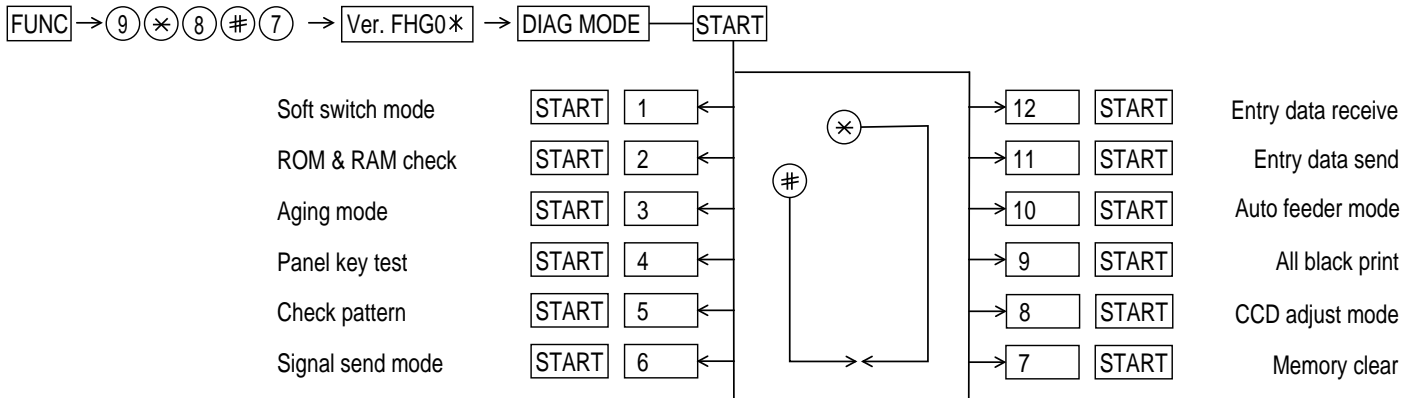 FUNC → 9 * 8 # 7 → Ver. FHG0* → DIAG MODE START
Soft switch mode START 1
ROM & RAM check START 2
Aging mode START 3
Panel key test START 4
Check pattern START 5
Signal send mode START 6
*
#
12 START Entry data receive
11 START Entry data send
10 START Auto feeder mode
9 START All black print
8 START CCD adjust mode
7 START Memory clear